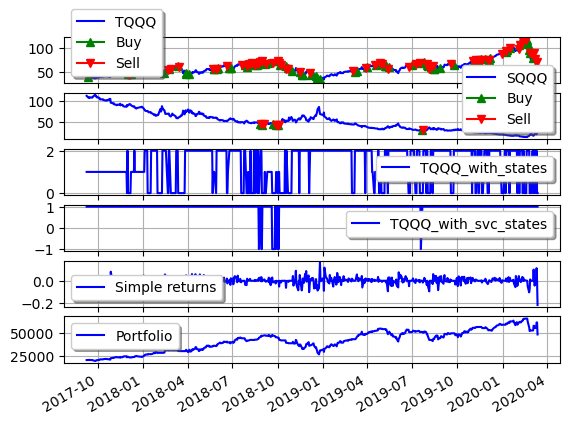 TQQQ
Buy
Sell
100
50
SQQQ
Buy
Sell
100
50
2
0
TQQQ_with_states
1
0
−1
TQQQ_with_svc_states
0.0
−0.2
Simple returns
50000
25000
Portfolio
2017-10 2018-01 2018-04 2018-07 2018-10 2019-01 2019-04 2019-07 2019-10 2020-01 2020-04